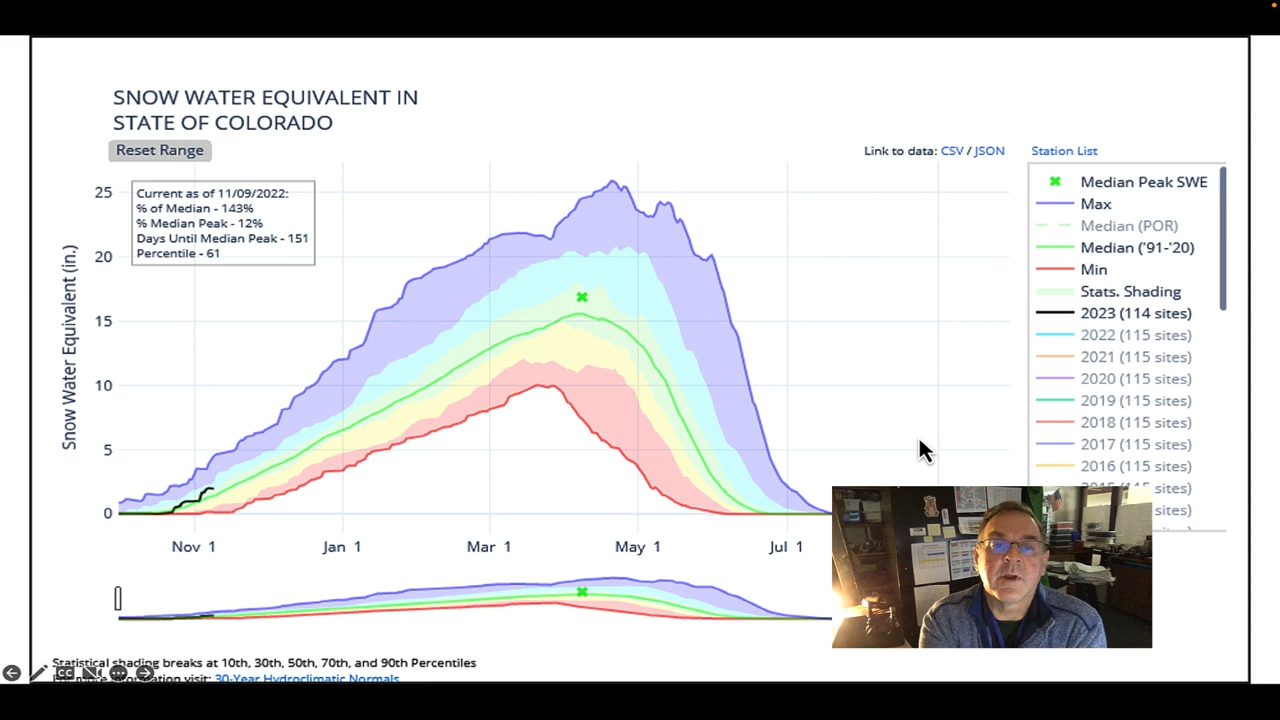 SNOW WATER EQUIVALENT IN
STATE OF COLORADO
Reset Range
Link to data: CSV / JSON
Station List
Current as of 11/09/2022:
% of Median - 143%
% Median Peak - 12%
Days Until Median Peak - 151
Percentile - 61
Snow Water Equivalent (in.)
25
20
15
10
5
0
Nov 1
Jan 1
Mar 1
May 1
Jul 1
Median Peak SWE
Max
Median (POR)
Median ('91-'20)
Min
Stats. Shading
2023 (114 sites)
2022 (115 sites)
2021 (115 sites)
2020 (115 sites)
2019 (115 sites)
2018 (115 sites)
2017 (115 sites)
2016 (115 sites)
sites)
sites)
Statistical shading breaks at 10th, 30th, 50th, 70th, and 90th Percentiles
visit: 30-Year Hydroclimatic Normals